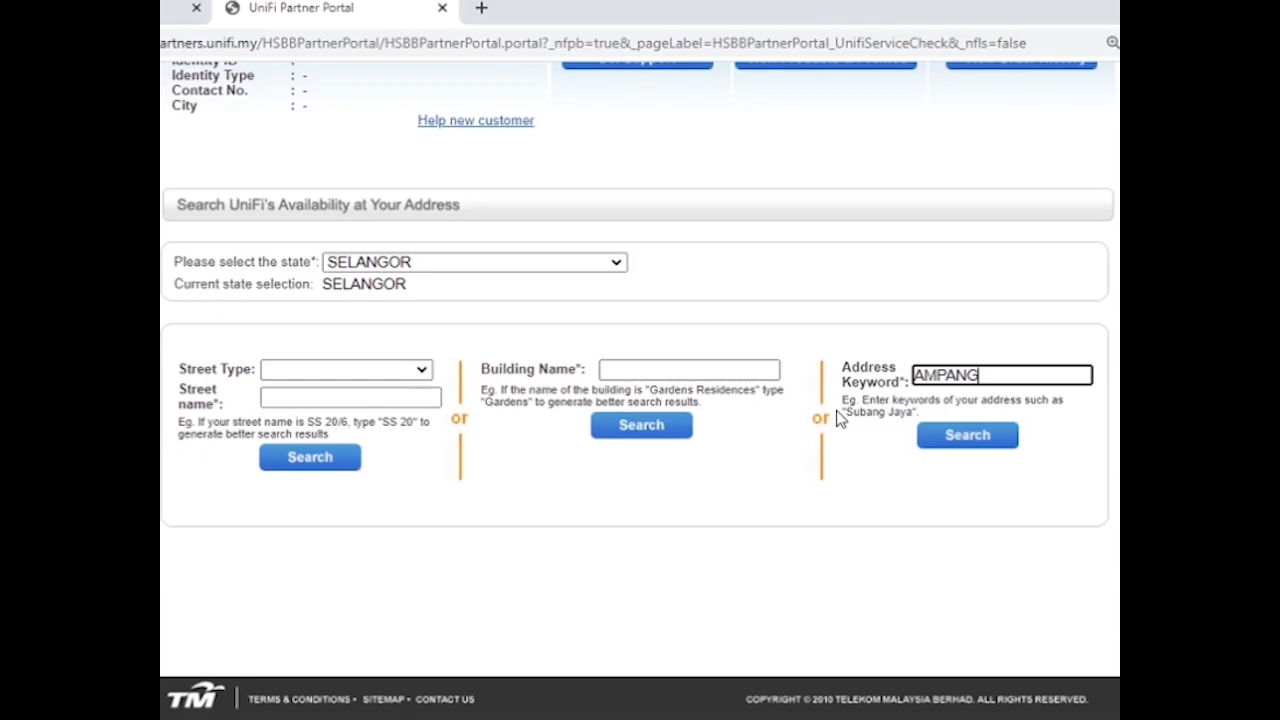 UniFi Partner Portal
artners.unifi.my/HSBBPartnerPortal/HSBBPartnerPortal.portal?_nfpb=true&_pageLabel=HSBBPartnerPortal_UnifiServiceCheck&_nfls=false
Identity Type : -
Contact No. : -
City : -
Help new customer
Search UniFi's Availability at Your Address
Please select the state*: SELANGOR
Current state selection: SELANGOR
Street Type:
Street
name*:
Eg. If your street name is SS 20/6, type "SS 20" to
generate better search results
Search
or
Building Name*:
Eg. If the name of the building is "Gardens Residences" type
"Gardens" to generate better search results.
Search
or
Address
Keyword*: AMPANG
Eg. Enter keywords of your address such as
"Subang Jaya".
Search
TM
TERMS & CONDITIONS • SITEMAP • CONTACT US
COPYRIGHT © 2010 TELEKOM MALAYSIA BERHAD. ALL RIGHTS RESERVED.